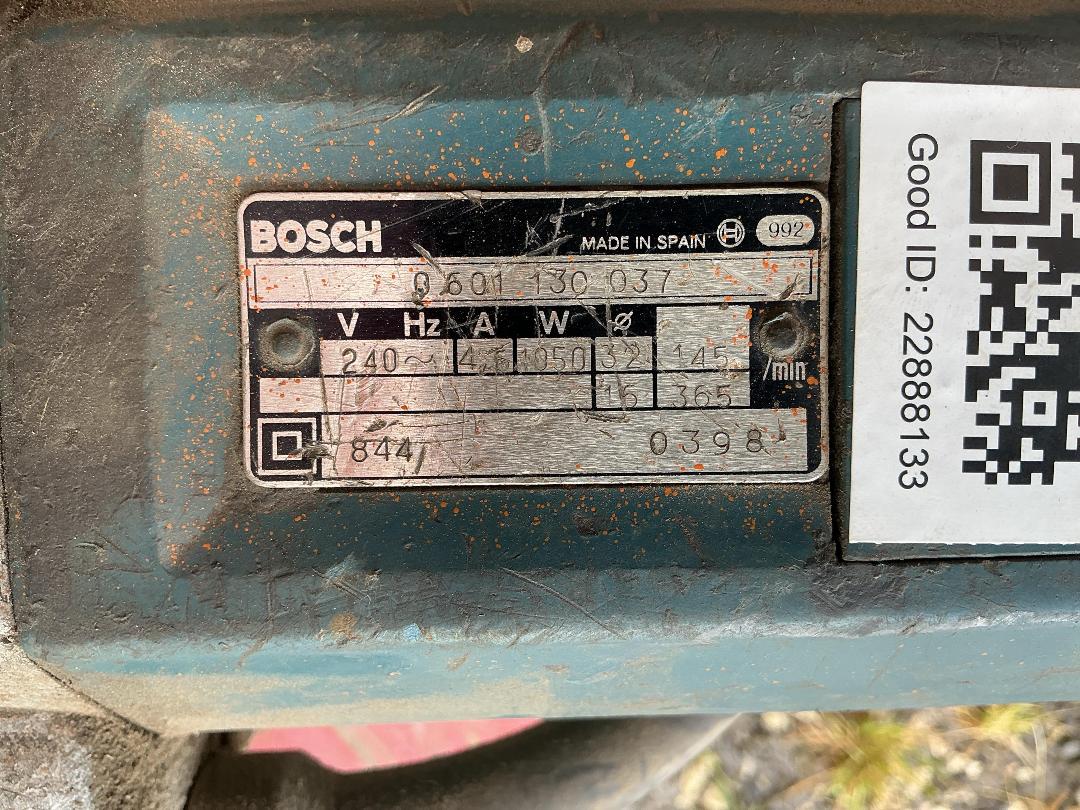 BOSCH MADE IN SPAIN 992
0 601 130 037
V Hz A W ⌀
240~ 1050 32 145 /min
15 365
844 0398
Good ID: 22888133